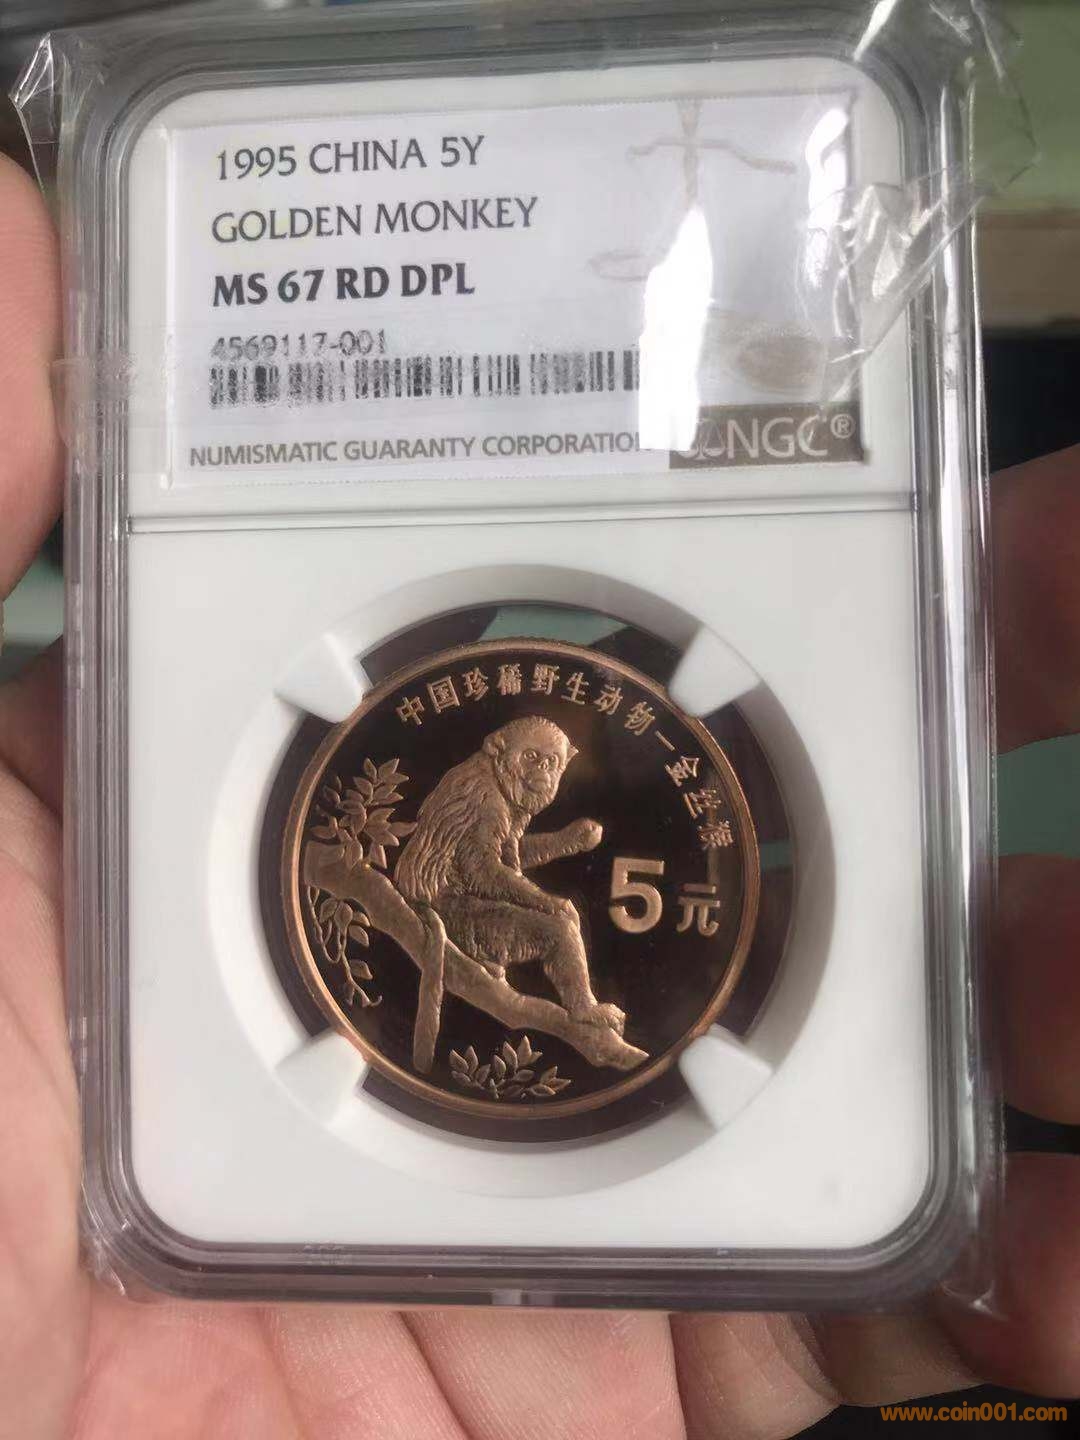 1995 CHINA 5Y
GOLDEN MONKEY
MS 67 RD DPL
4569117-001
NUMISMATIC GUARANTY CORPORATION
NGC®
中国珍稀野生动物—金丝猴
5元
www.coin001.com